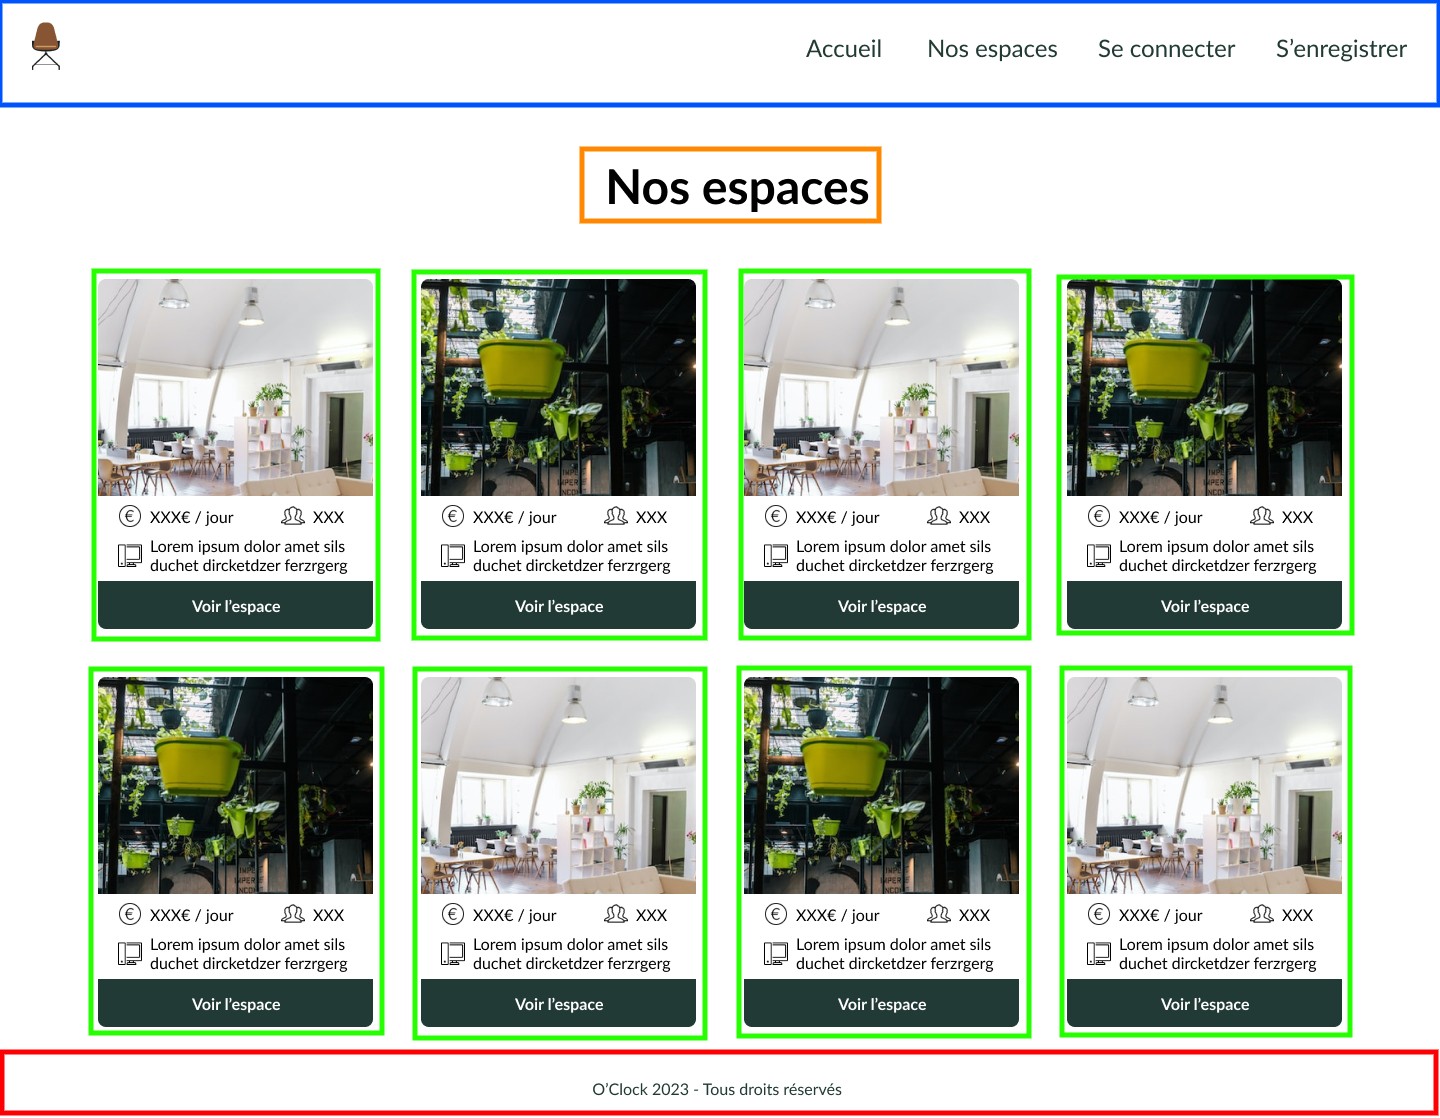 Accueil Nos espaces Se connecter S’enregistrer
Nos espaces
XXX€ / jour XXX
Lorem ipsum dolor amet sils
duchet dircketdzer ferzrgerg
Voir l’espace
XXX€ / jour XXX
Lorem ipsum dolor amet sils
duchet dircketdzer ferzrgerg
Voir l’espace
XXX€ / jour XXX
Lorem ipsum dolor amet sils
duchet dircketdzer ferzrgerg
Voir l’espace
XXX€ / jour XXX
Lorem ipsum dolor amet sils
duchet dircketdzer ferzrgerg
Voir l’espace
XXX€ / jour XXX
Lorem ipsum dolor amet sils
duchet dircketdzer ferzrgerg
Voir l’espace
XXX€ / jour XXX
Lorem ipsum dolor amet sils
duchet dircketdzer ferzrgerg
Voir l’espace
XXX€ / jour XXX
Lorem ipsum dolor amet sils
duchet dircketdzer ferzrgerg
Voir l’espace
XXX€ / jour XXX
Lorem ipsum dolor amet sils
duchet dircketdzer ferzrgerg
Voir l’espace
O’Clock 2023 - Tous droits réservés